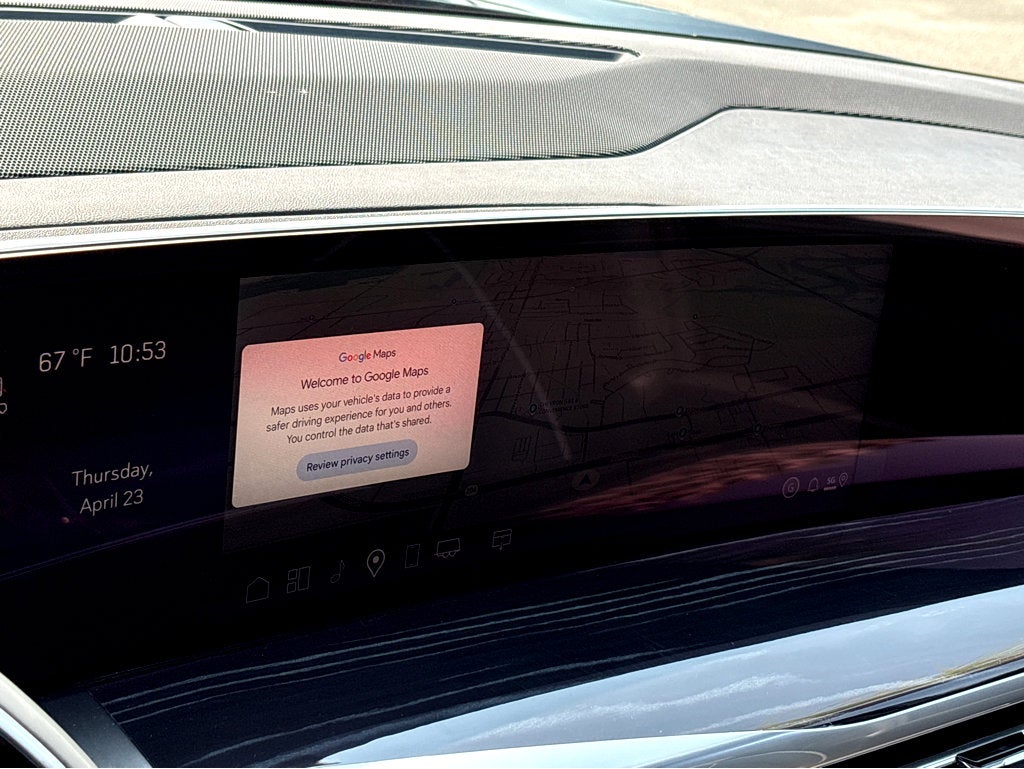 67 °F 10:53
Thursday,
April 23
Google Maps
Welcome to Google Maps
Maps uses your vehicle's data to provide a
safer driving experience for you and others.
You control the data that's shared.
Review privacy settings
G
5G